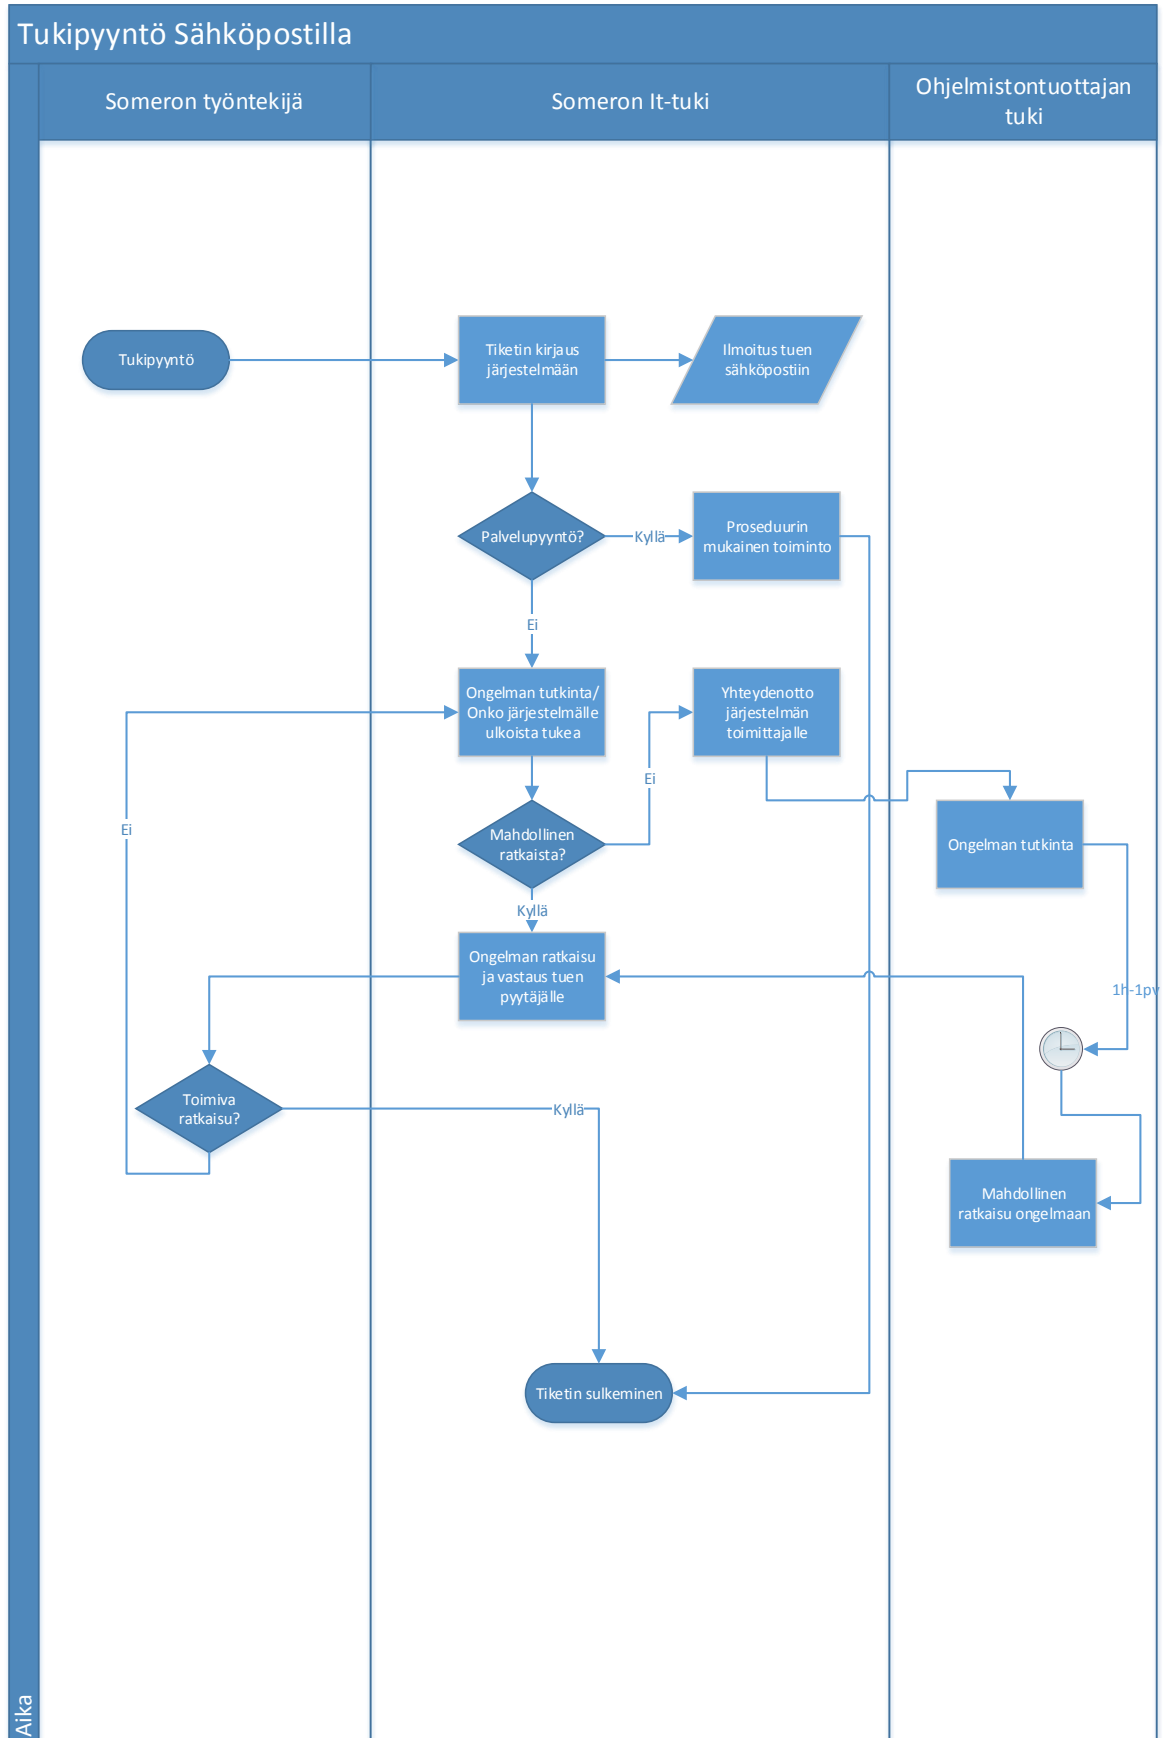 Tukipyyntö Sähköpostilla
Someron työntekijä
Someron It-tuki
Ohjelmistontuottajan
tuki
Tukipyyntö
Tiketin kirjaus
järjestelmään
Ilmoitus tuen
sähköpostiin
Palvelupyyntö?
Kyllä
Proseduurin
mukainen toiminto
Ei
Ongelman tutkinta/
Onko järjestelmälle
ulkoista tukea
Yhteydenotto
järjestelmän
toimittajalle
Ei
Ei
Mahdollinen
ratkaista?
Ongelman tutkinta
Kyllä
Ongelman ratkaisu
ja vastaus tuen
pyytäjälle
1h-1pv
Toimiva
ratkaisu?
Kyllä
Mahdollinen
ratkaisu ongelmaan
Tiketin sulkeminen
Aika